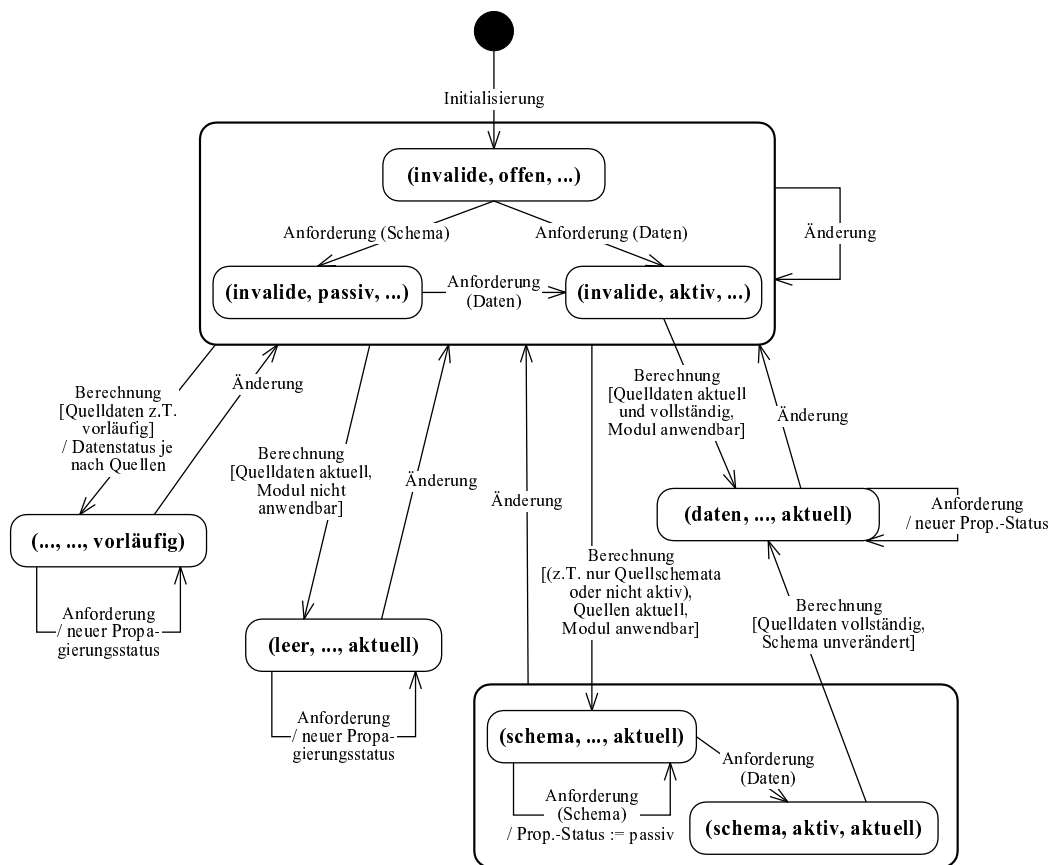 Initialisierung
(invalide, offen, ...)
Anforderung (Schema)
Anforderung (Daten)
Änderung
(invalide, passiv, ...)
Anforderung
(Daten)
(invalide, aktiv, ...)
Berechnung
[Quelldaten z.T.
vorläufig]
/ Datenstatus je
nach Quellen
Änderung
Berechnung
[Quelldaten aktuell,
Modul nicht
anwendbar]
Änderung
Änderung
Berechnung
[Quelldaten aktuell
und vollständig,
Modul anwendbar]
Änderung
(..., ..., vorläufig)
Anforderung
/ neuer Propa-
gierungsstatus
(daten, ..., aktuell)
Anforderung
/ neuer Prop.-Status
Berechnung
[(z.T. nur Quellschemata
oder nicht aktiv),
Quellen aktuell,
Modul anwendbar]
Berechnung
[Quelldaten vollständig,
Schema unverändert]
(leer, ..., aktuell)
Anforderung
/ neuer Propa-
gierungsstatus
(schema, ..., aktuell)
Anforderung
(Daten)
Anforderung
(Schema)
/ Prop.-Status := passiv
(schema, aktiv, aktuell)